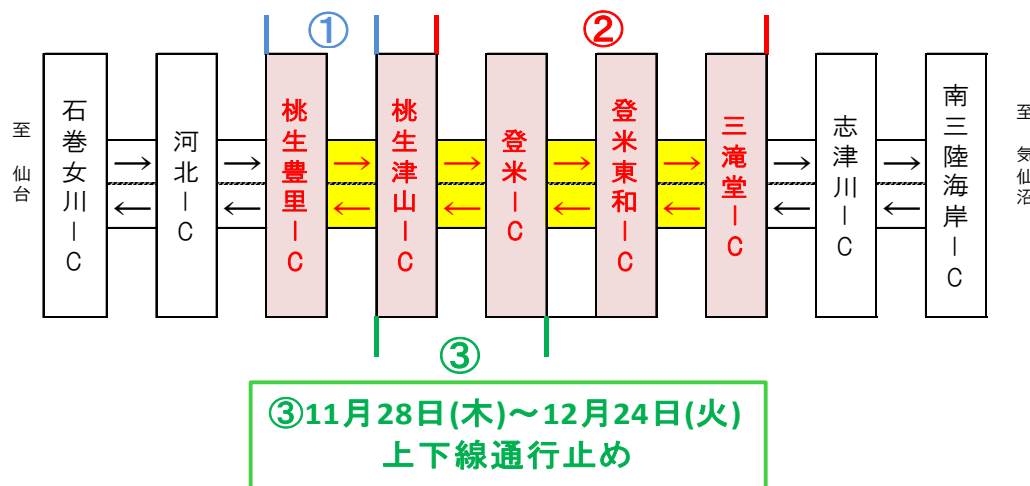 ①
②
至 仙台
石巻女川IC
→
←
河北IC
→
←
桃生豊里IC
→
←
桃生津山IC
→
←
登米IC
→
←
登米東和IC
→
←
三滝堂IC
→
←
志津川IC
→
←
南三陸海岸IC
至 気仙沼
③
③11月28日(木)～12月24日(火)
上下線通行止め